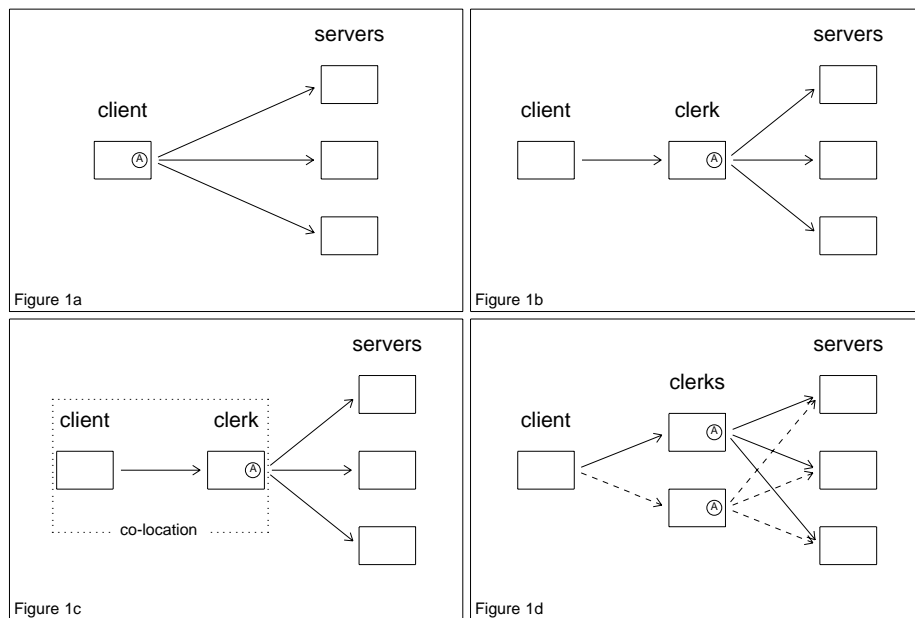 servers
client
A
Figure 1a
servers
client
clerk
A
Figure 1b
servers
client
clerk
A
co-location
Figure 1c
servers
clerks
client
A
A
Figure 1d